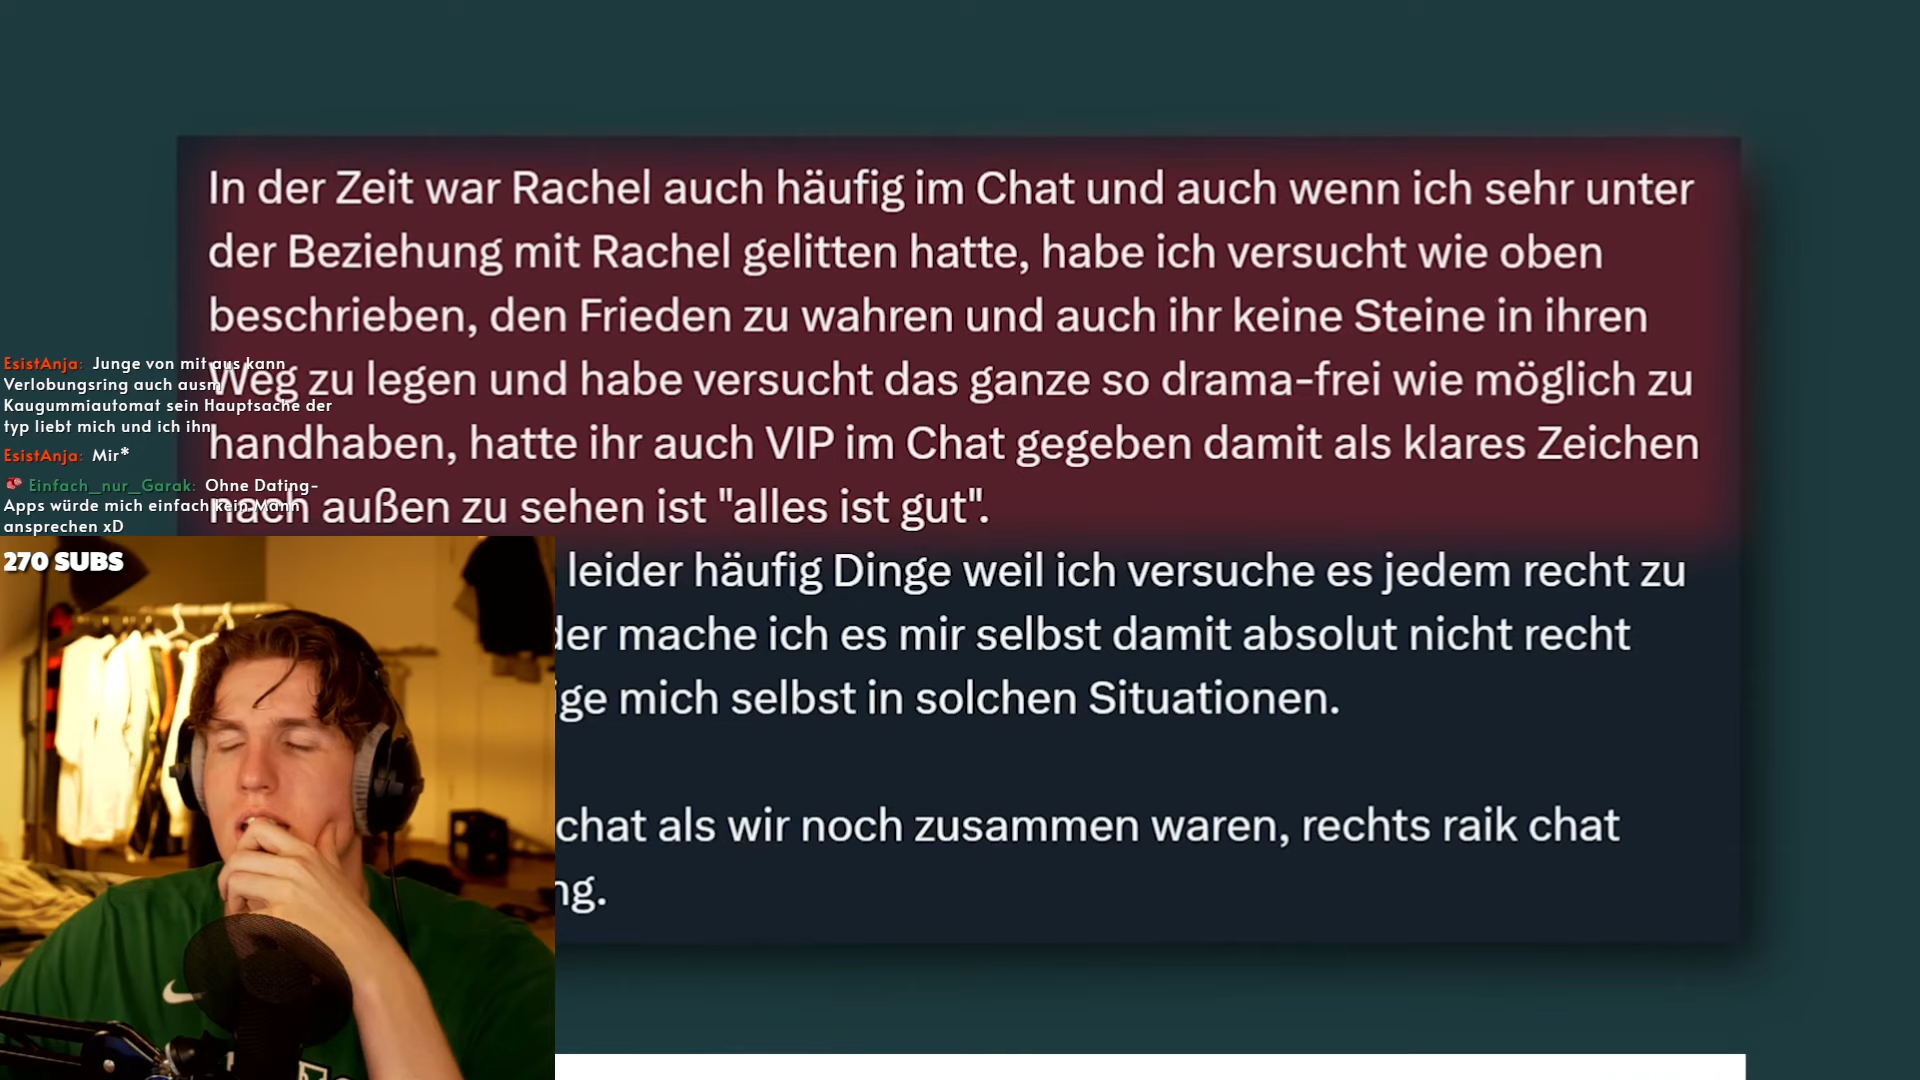 In der Zeit war Rachel auch häufig im Chat und auch wenn ich sehr unter
der Beziehung mit Rachel gelitten hatte, habe ich versucht wie oben
beschrieben, den Frieden zu wahren und auch ihr keine Steine in ihren
Weg zu legen und habe versucht das ganze so drama-frei wie möglich zu
handhaben, hatte ihr auch VIP im Chat gegeben damit als klares Zeichen
nach außen zu sehen ist "alles ist gut".
leider häufig Dinge weil ich versuche es jedem recht zu
mache ich es mir selbst damit absolut nicht recht
mich selbst in solchen Situationen.
chat als wir noch zusammen waren, rechts raik chat
EsistAnja: Junge von mit aus kann
Verlobungsring auch ausm
Kaugummiautomat sein Hauptsache der
typ liebt mich und ich ihn
EsistAnja: Mir*
Einfach_nur_Garak: Ohne Dating-
Apps würde mich einfach kein Mann
ansprechen xD
270 SUBS